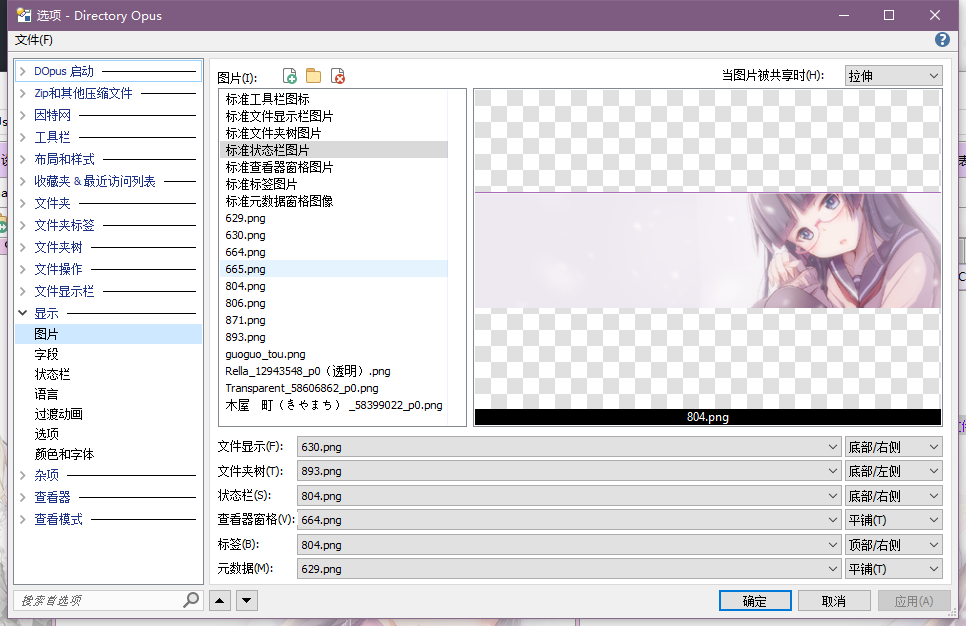 选项 - Directory Opus
文件(F)
DOpus 启动
Zip和其他压缩文件
因特网
工具栏
布局和样式
收藏夹 & 最近访问列表
文件夹
文件夹标签
文件夹树
文件操作
文件显示栏
显示
图片
字段
状态栏
语言
过渡动画
选项
颜色和字体
杂项
查看器
查看模式
搜索首选项
图片(I):
当图片被共享时(H):
拉伸
标准工具栏图标
标准文件显示栏图片
标准文件夹树图片
标准状态栏图片
标准查看器窗格图片
标准标签图片
标准元数据窗格图像
629.png
630.png
664.png
665.png
804.png
806.png
871.png
893.png
guoguo_tou.png
Rella_12943548_p0（透明）.png
Transparent_58606862_p0.png
木屋　町（きやまち）_58399022_p0.png
804.png
文件显示(F): 630.png 底部/右侧
文件夹树(T): 893.png 底部/左侧
状态栏(S): 804.png 底部/右侧
查看器窗格(V): 664.png 平铺(T)
标签(B): 804.png 顶部/右侧
元数据(M): 629.png 平铺(T)
确定
取消
应用(A)